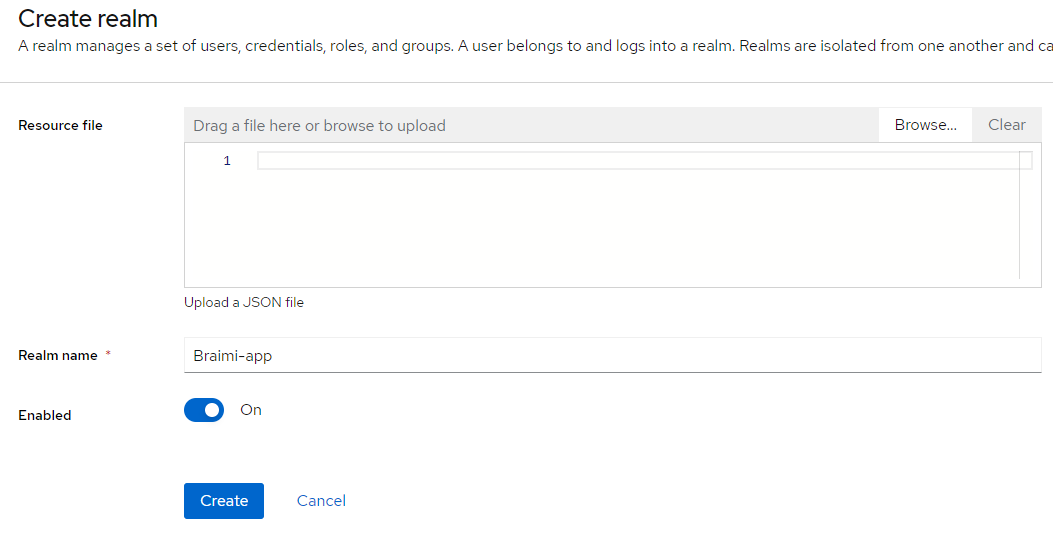 Create realm
A realm manages a set of users, credentials, roles, and groups. A user belongs to and logs into a realm. Realms are isolated from one another and ca
Resource file
Drag a file here or browse to upload
Browse...
Clear
1
Upload a JSON file
Realm name *
Braimi-app
Enabled
On
Create
Cancel